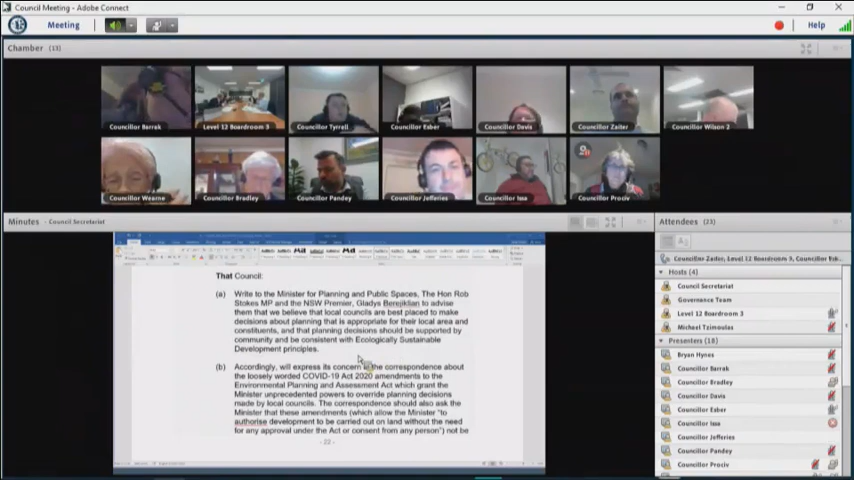 Council Meeting - Adobe Connect
Meeting
Help
Chamber (13)
Councillor Barrak
Level 12 Boardroom 3
Councillor Tyrrell
Councillor Esber
Councillor Davis
Councillor Zaiter
Councillor Wilson 2
Councillor Wearne
Councillor Bradley
Councillor Pandey
Councillor Jefferies
Councillor Issa
Councillor Prociv
Minutes - Council Secretariat
That Council:
(a) Write to the Minister for Planning and Public Spaces, The Hon Rob
Stokes MP and the NSW Premier, Gladys Berejiklian to advise
them that we believe that local councils are best placed to make
decisions about planning that is appropriate for their local area and
constituents, and that planning decisions should be supported by
community and be consistent with Ecologically Sustainable
Development principles.
(b) Accordingly, will express its concern in the correspondence about
the loosely worded COVID-19 Act 2020 amendments to the
Environmental Planning and Assessment Act which grant the
Minister unprecedented powers to override planning decisions
made by local councils. The correspondence should also ask the
Minister that these amendments (which allow the Minister "to
authorise development to be carried out on land without the need
for any approval under the Act or consent from any person") not be
- 22 -
Attendees (23)
Councillor Zaiter, Level 12 Boardroom 3, Councillor Esb...
Hosts (4)
Council Secretariat
Governance Team
Level 12 Boardroom 3
Michael Tzimoulas
Presenters (18)
Bryan Hynes
Councillor Barrak
Councillor Bradley
Councillor Davis
Councillor Esber
Councillor Issa
Councillor Jefferies
Councillor Pandey
Councillor Prociv